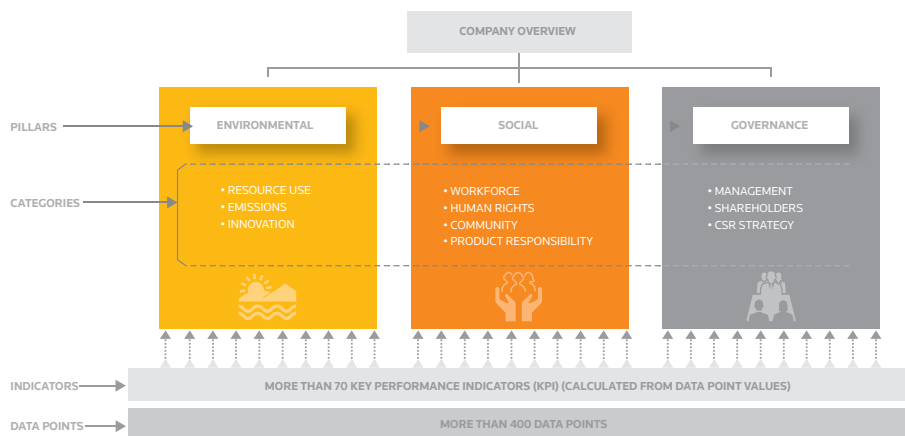 COMPANY OVERVIEW
PILLARS
ENVIRONMENTAL
SOCIAL
GOVERNANCE
CATEGORIES
• RESOURCE USE
• EMISSIONS
• INNOVATION
• WORKFORCE
• HUMAN RIGHTS
• COMMUNITY
• PRODUCT RESPONSIBILITY
• MANAGEMENT
• SHAREHOLDERS
• CSR STRATEGY
INDICATORS
MORE THAN 70 KEY PERFORMANCE INDICATORS (KPI) (CALCULATED FROM DATA POINT VALUES)
DATA POINTS
MORE THAN 400 DATA POINTS